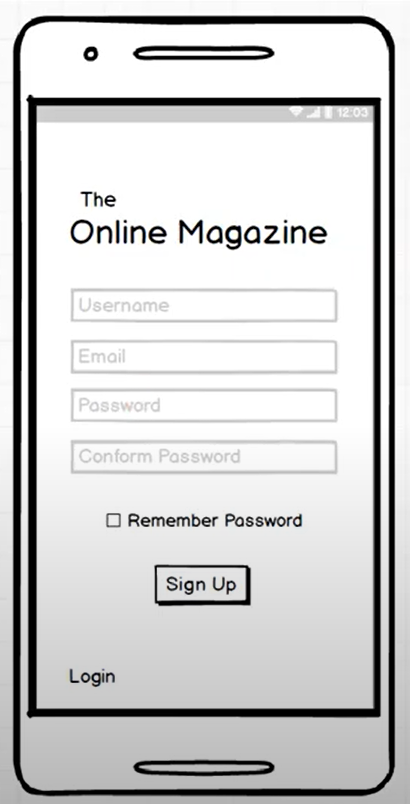 12:03
The
Online Magazine
Username
Email
Password
Conform Password
Remember Password
Sign Up
Login